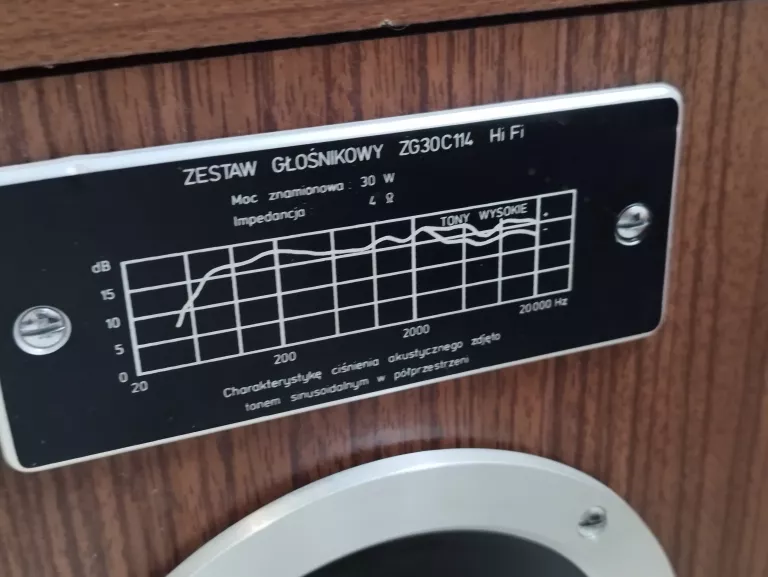 ZESTAW GŁOŚNIKOWY ZG30C114 Hi Fi
Moc znamionowa : 30 W
Impedancja : 4 Ω
TONY WYSOKIE
+
-
dB
15
10
5
0
20
200
2000
20000 Hz
Charakterystykę ciśnienia akustycznego zdjęto
tonem sinusoidalnym w półprzestrzeni